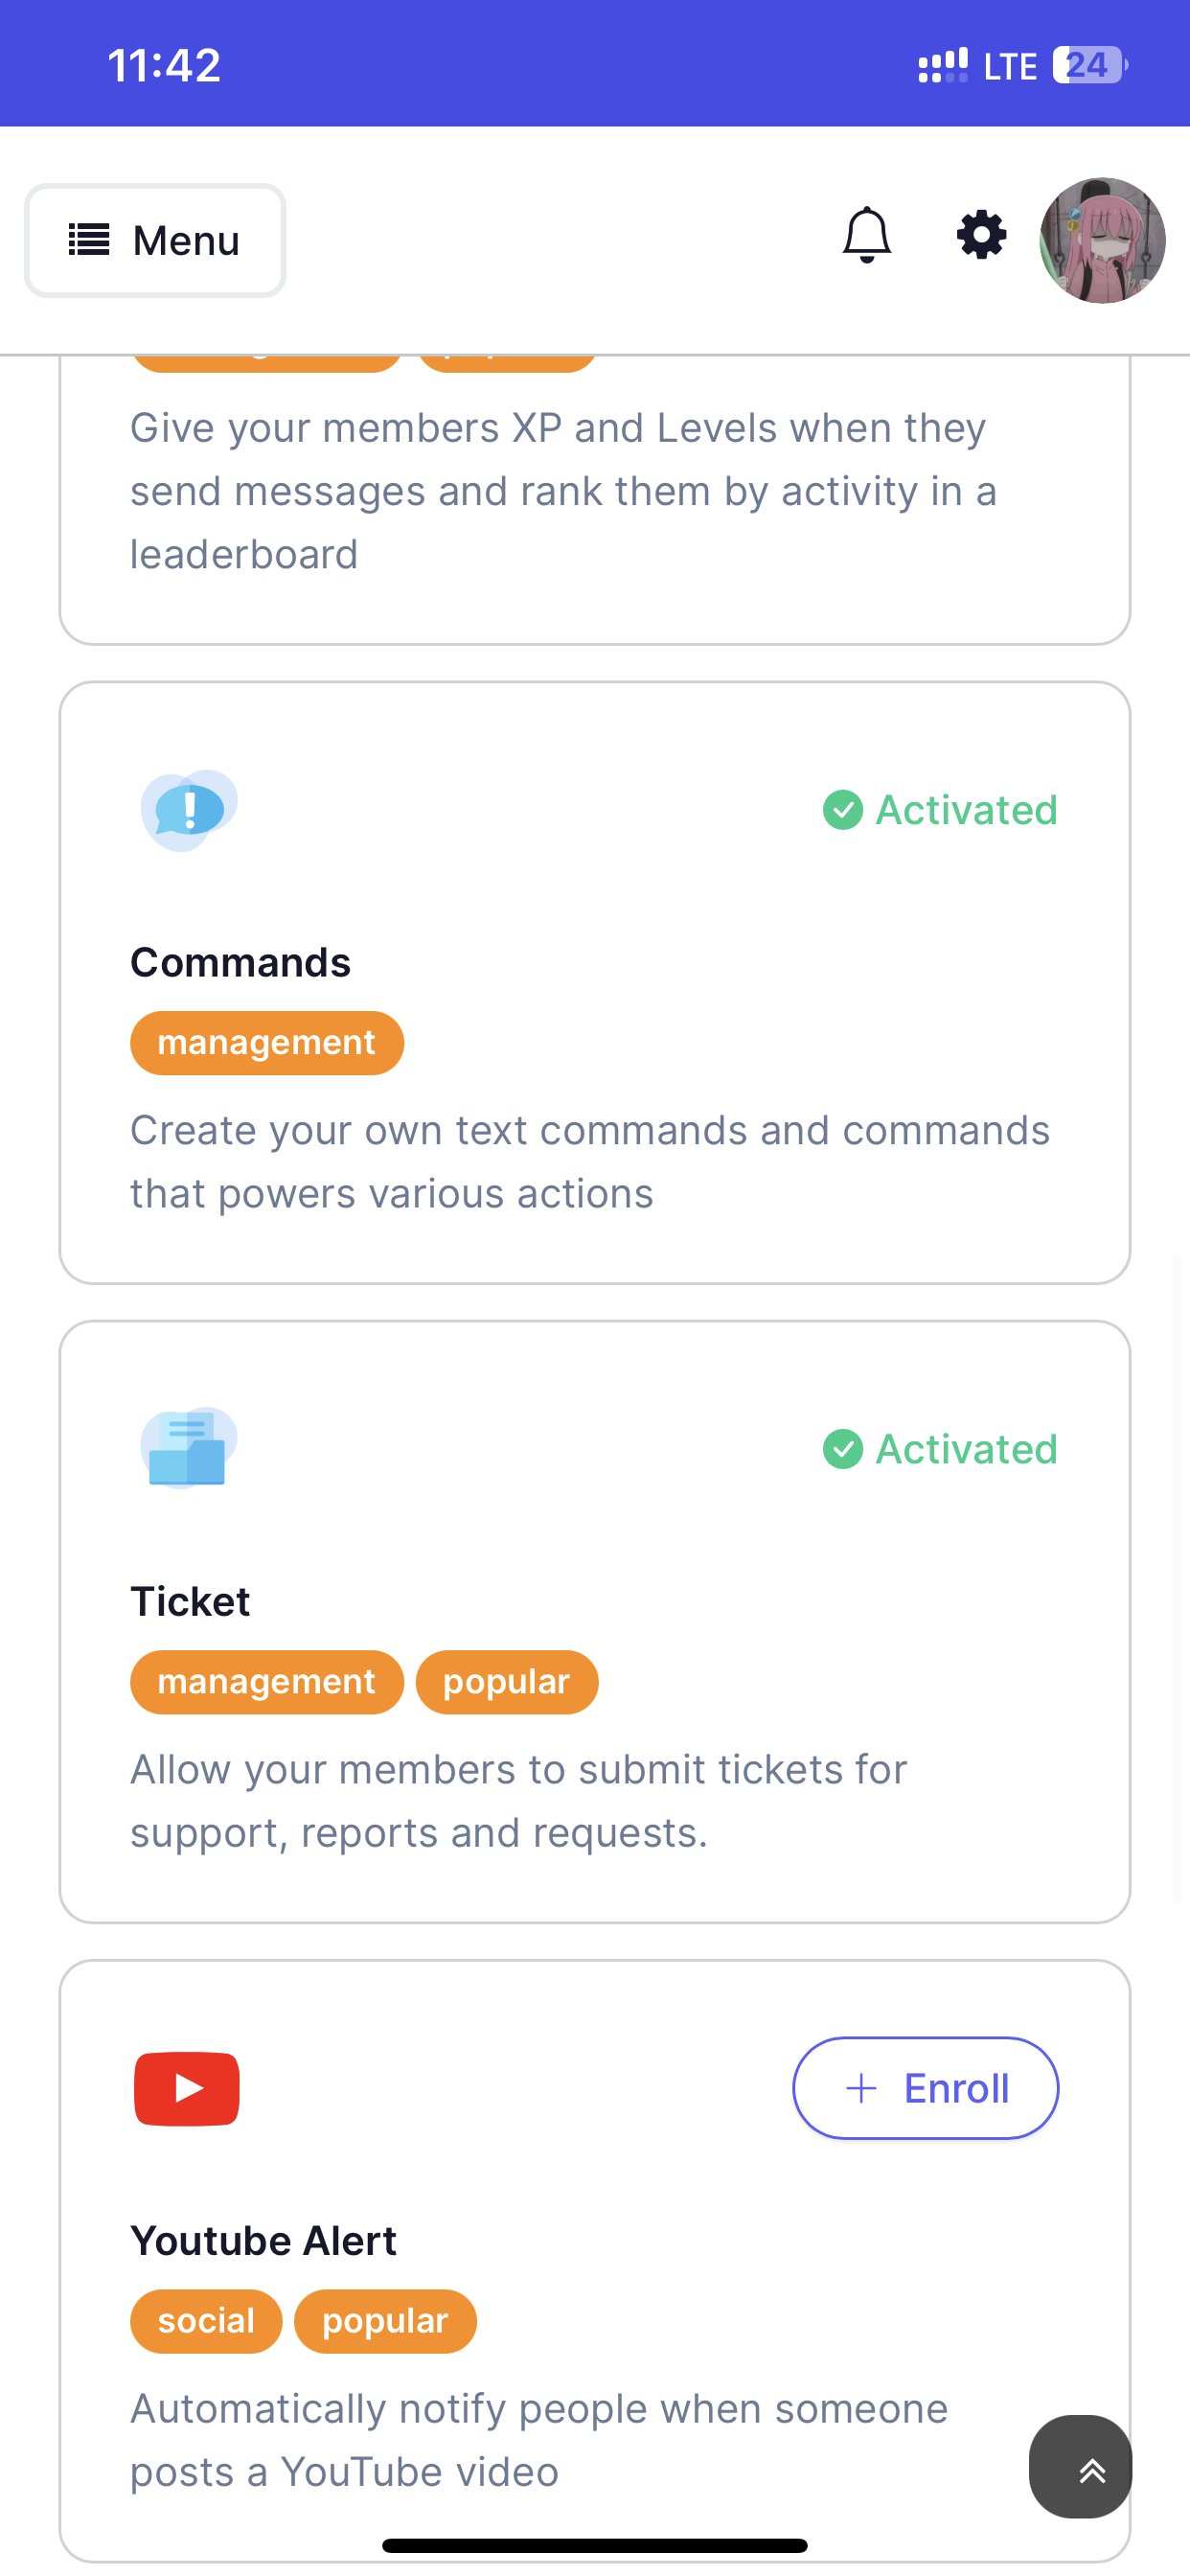 11:42
LTE 24
Menu
Give your members XP and Levels when they
send messages and rank them by activity in a
leaderboard
Activated
Commands
management
Create your own text commands and commands
that powers various actions
Activated
Ticket
management popular
Allow your members to submit tickets for
support, reports and requests.
Enroll
Youtube Alert
social popular
Automatically notify people when someone
posts a YouTube video